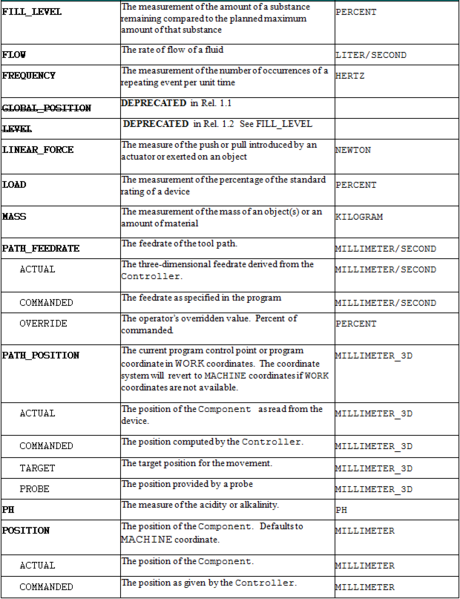 FILL_LEVEL The measurement of the amount of a substance PERCENT
remaining compared to the planned maximum
amount of that substance
FLOW The rate of flow of a fluid LITER/SECOND
FREQUENCY The measurement of the number of occurrences of a HERTZ
repeating event per unit time
GLOBAL_POSITION DEPRECATED in Rel. 1.1
LEVEL DEPRECATED in Rel. 1.2 See FILL_LEVEL
LINEAR_FORCE The measure of the push or pull introduced by an NEWTON
actuator or exerted on an object
LOAD The measurement of the percentage of the standard PERCENT
rating of a device
MASS The measurement of the mass of an object(s) or an KILOGRAM
amount of material
PATH_FEEDRATE The feedrate of the tool path. MILLIMETER/SECOND
ACTUAL The three-dimensional feedrate derived from the MILLIMETER/SECOND
Controller.
COMMANDED The feedrate as specified in the program MILLIMETER/SECOND
OVERRIDE The operator's overridden value. Percent of PERCENT
commanded.
PATH_POSITION The current program control point or program MILLIMETER_3D
coordinate in WORK coordinates. The coordinate
system will revert to MACHINE coordinates if WORK
coordinates are not available.
ACTUAL The position of the Component as read from the MILLIMETER_3D
device.
COMMANDED The position computed by the Controller. MILLIMETER_3D
TARGET The target position for the movement. MILLIMETER_3D
PROBE The position provided by a probe MILLIMETER_3D
PH The measure of the acidity or alkalinity. PH
POSITION The position of the Component. Defaults to MILLIMETER
MACHINE coordinate.
ACTUAL The position of the Component. MILLIMETER
COMMANDED The position as given by the Controller. MILLIMETER